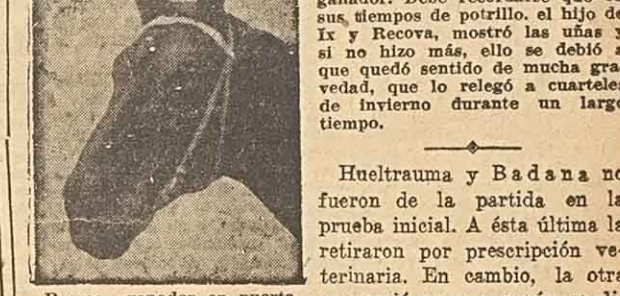 ganador. Debe
sus tiempos de potrillo. el hijo de
Ix y Recova, mostró las uñas y
si no hizo más, ello se debió a
que quedó sentido de mucha gra
vedad, que lo relegó a cuarteles
de invierno durante un largo
tiempo.
Hueltrauma y Badana no
fueron de la partida en la
prueba inicial. A ésta última la
retiraron por prescripción ve-
terinaria. En cambio, la otra